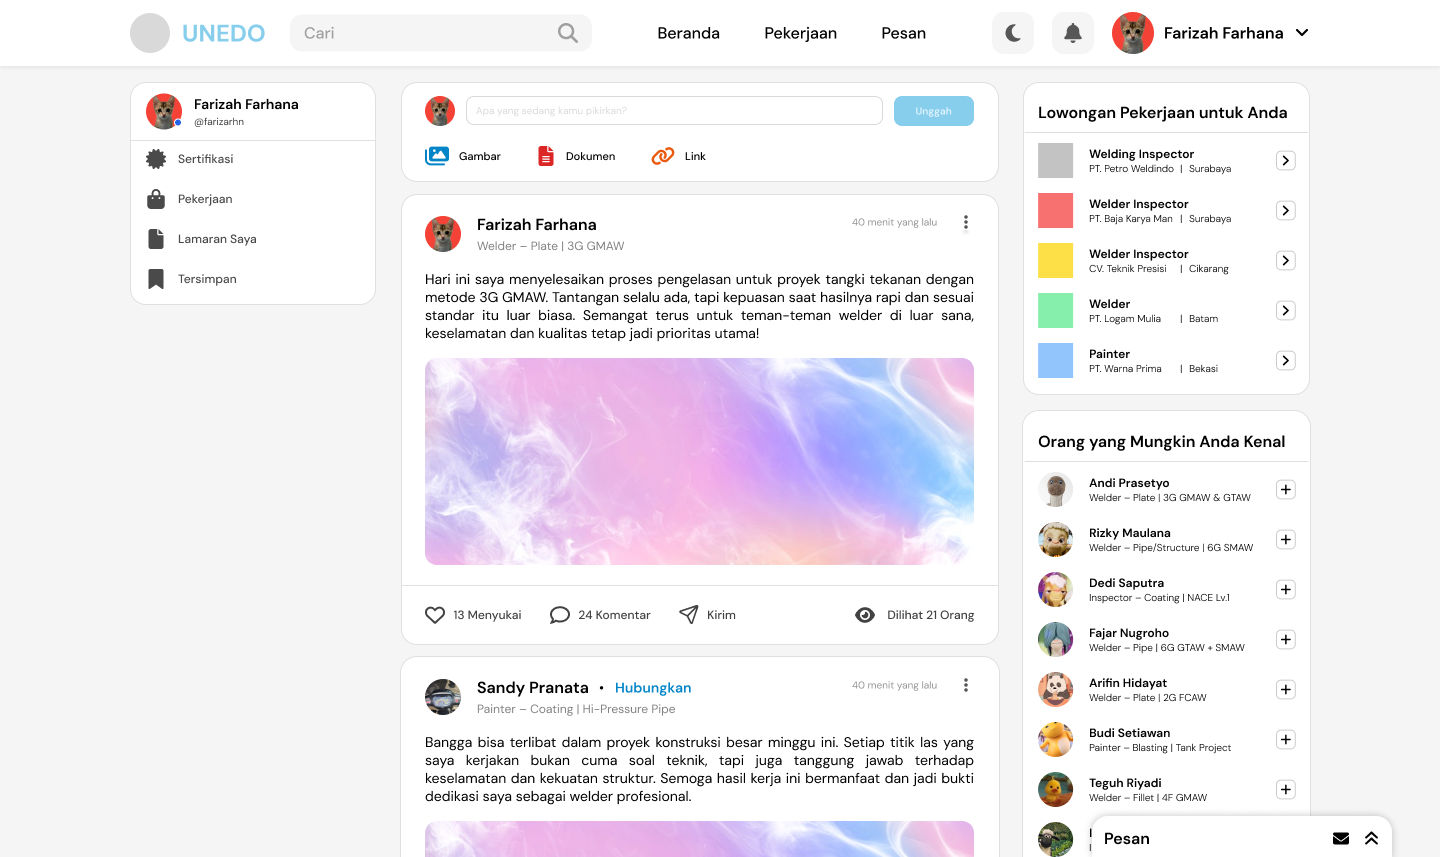 UNEDO
Cari
Beranda
Pekerjaan
Pesan
Farizah Farhana
Farizah Farhana
@farizarhn
Sertifikasi
Pekerjaan
Lamaran Saya
Tersimpan
Apa yang sedang kamu pikirkan?
Unggah
Gambar
Dokumen
Link
Farizah Farhana
40 menit yang lalu
Welder – Plate | 3G GMAW
Hari ini saya menyelesaikan proses pengelasan untuk proyek tangki tekanan dengan
metode 3G GMAW. Tantangan selalu ada, tapi kepuasan saat hasilnya rapi dan sesuai
standar itu luar biasa. Semangat terus untuk teman-teman welder di luar sana,
keselamatan dan kualitas tetap jadi prioritas utama!
13 Menyukai
24 Komentar
Kirim
Dilihat 21 Orang
Sandy Pranata • Hubungkan
40 menit yang lalu
Painter – Coating | Hi-Pressure Pipe
Bangga bisa terlibat dalam proyek konstruksi besar minggu ini. Setiap titik las yang
saya kerjakan bukan cuma soal teknik, tapi juga tanggung jawab terhadap
keselamatan dan kekuatan struktur. Semoga hasil kerja ini bermanfaat dan jadi bukti
dedikasi saya sebagai welder profesional.
Lowongan Pekerjaan untuk Anda
Welding Inspector
PT. Petro Weldindo | Surabaya
Welder Inspector
PT. Baja Karya Man | Surabaya
Welder Inspector
CV. Teknik Presisi | Cikarang
Welder
PT. Logam Mulia | Batam
Painter
PT. Warna Prima | Bekasi
Orang yang Mungkin Anda Kenal
Andi Prasetyo
Welder – Plate | 3G GMAW & GTAW
Rizky Maulana
Welder – Pipe/Structure | 6G SMAW
Dedi Saputra
Inspector – Coating | NACE Lv.1
Fajar Nugroho
Welder – Pipe | 6G GTAW + SMAW
Arifin Hidayat
Welder – Plate | 2G FCAW
Budi Setiawan
Painter – Blasting | Tank Project
Teguh Riyadi
Welder – Fillet | 4F GMAW
Pesan